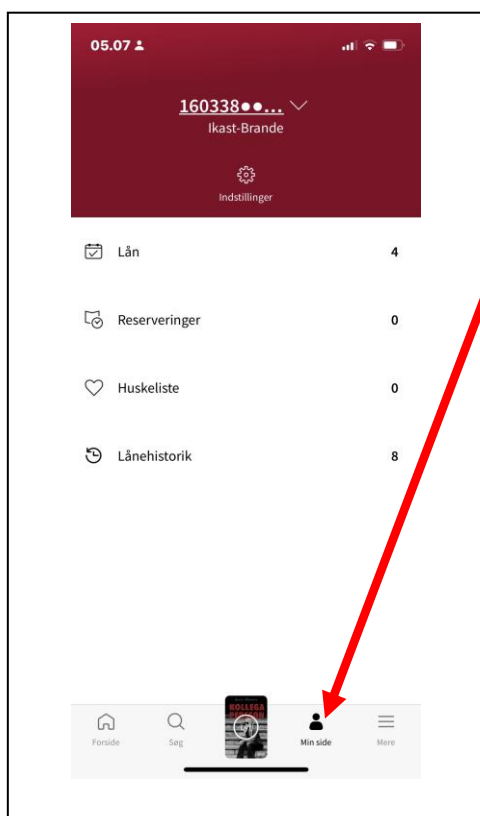 05.07
160338●●...
Ikast-Brande
Indstillinger
Lån 4
Reserveringer 0
Huskeliste 0
Lånehistorik 8
KOLLEGA
Forside Søg Min side Mere